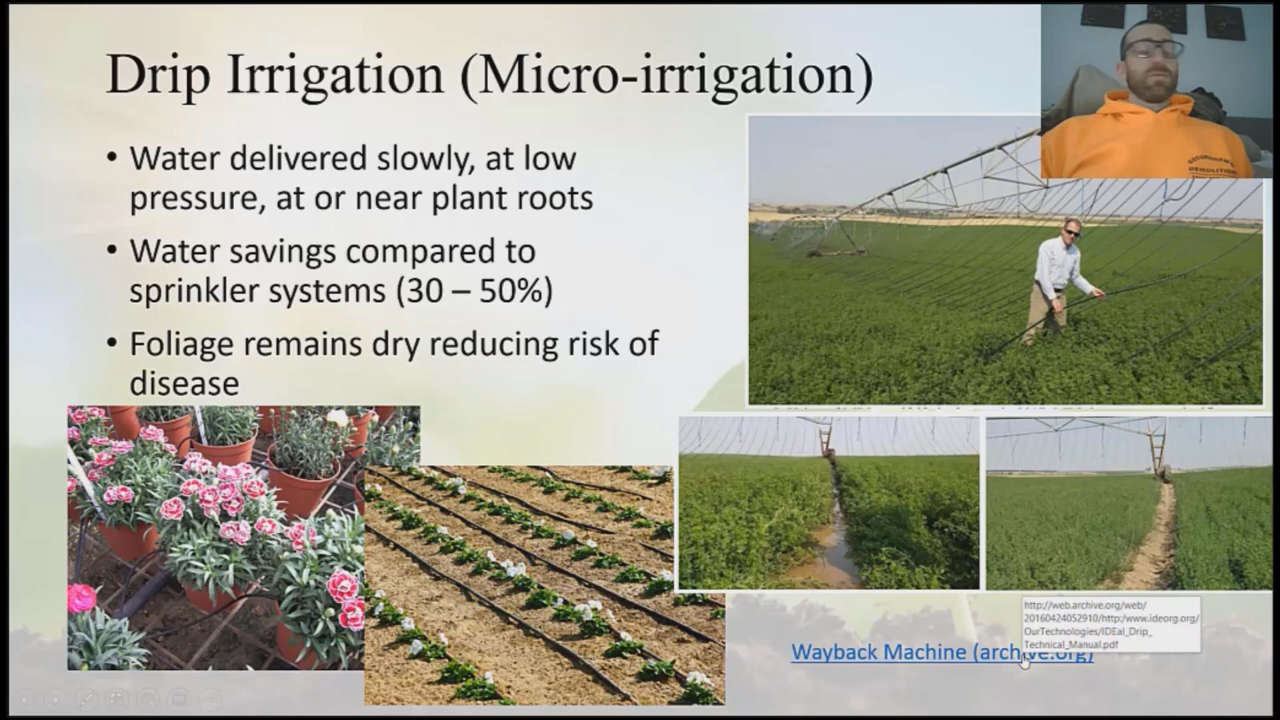 Drip Irrigation (Micro-irrigation)
• Water delivered slowly, at low
pressure, at or near plant roots
• Water savings compared to
sprinkler systems (30 – 50%)
• Foliage remains dry reducing risk of
disease
DEMOLITION
http://web.archive.org/web/
20160424052910/http:/www.ideorg.org/
OurTechnologies/IDEal_Drip_
Technical_Manual.pdf
Wayback Machine (archive.org)